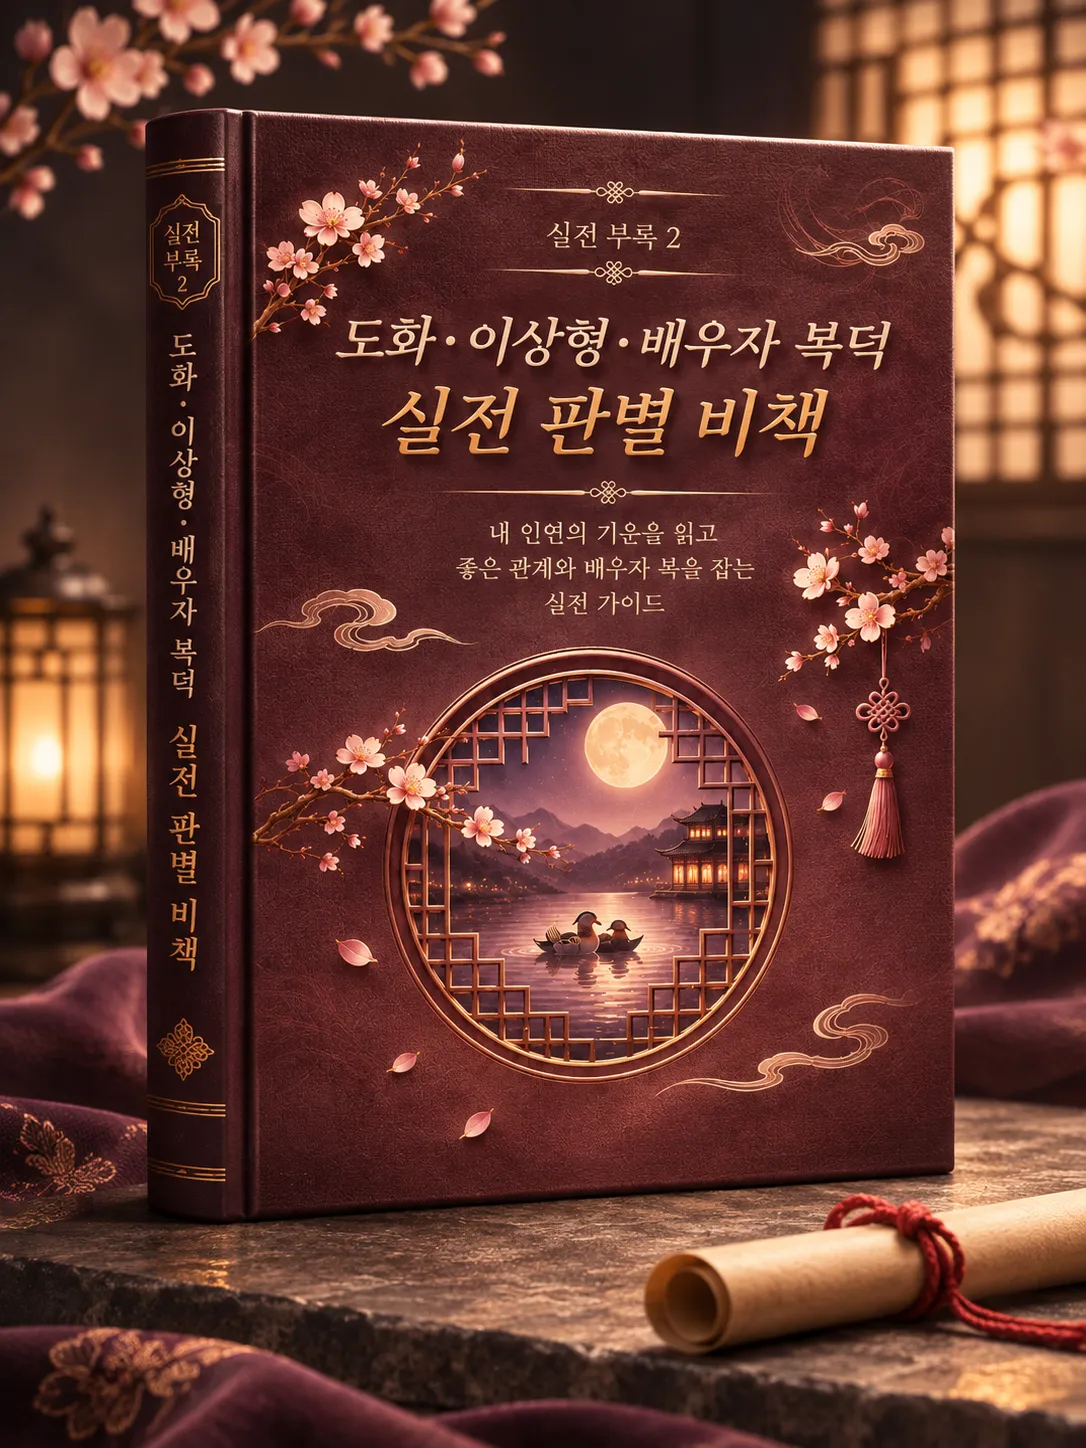 실전
부록
2
도화·이상형·배우자 복덕 실전 판별 비책
실전 부록 2
도화·이상형·배우자 복덕
실전 판별 비책
내 인연의 기운을 읽고
좋은 관계와 배우자 복을 잡는
실전 가이드